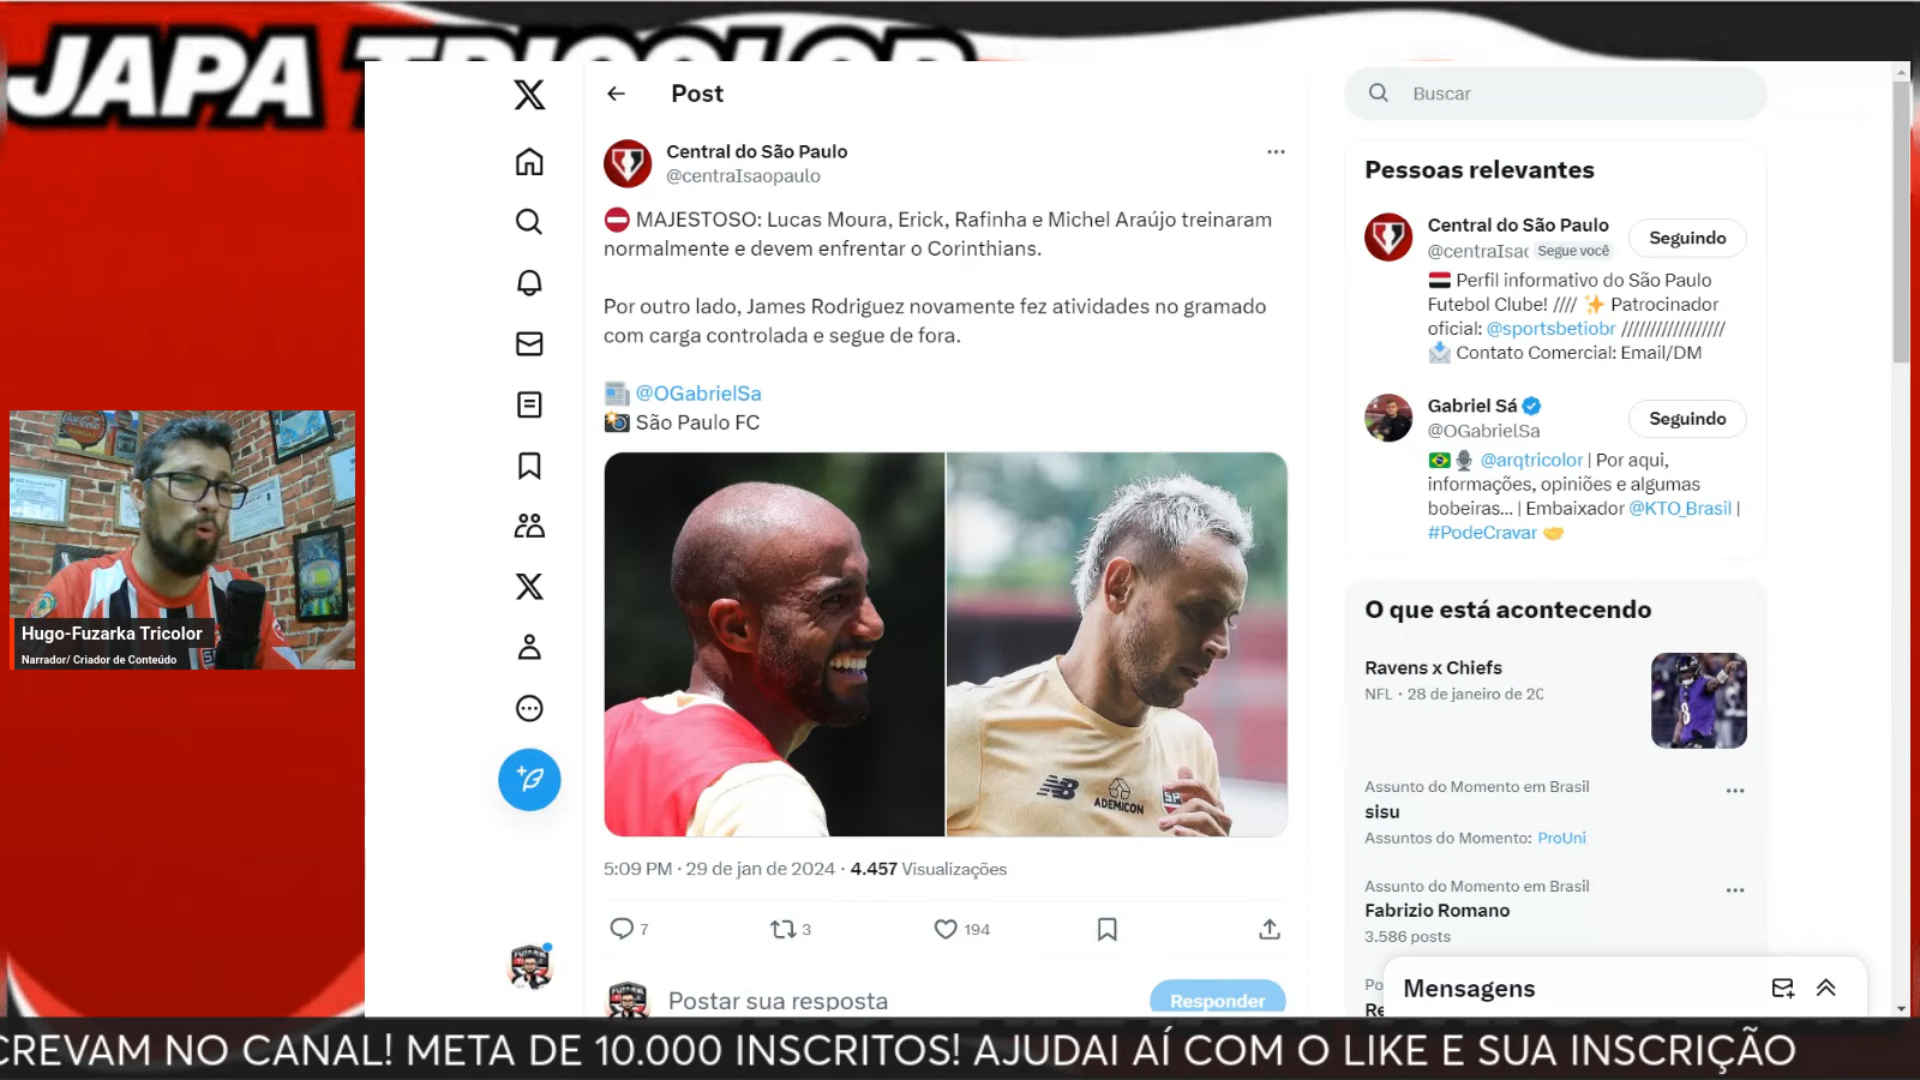 JAPA TRICOLOR
Post
Central do São Paulo
@centraIsaopaulo
MAJESTOSO: Lucas Moura, Erick, Rafinha e Michel Araújo treinaram
normalmente e devem enfrentar o Corinthians.
Por outro lado, James Rodriguez novamente fez atividades no gramado
com carga controlada e segue de fora.
@OGabrielSa
São Paulo FC
ADEMICON
5:09 PM · 29 de jan de 2024 · 4.457 Visualizações
7
3
194
Postar sua resposta
Responder
Buscar
Pessoas relevantes
Central do São Paulo
Seguindo
@centraIsac Segue você
Perfil informativo do São Paulo
Futebol Clube! //// ✨ Patrocinador
oficial: @sportsbetiobr //////////////////
Contato Comercial: Email/DM
Gabriel Sá
Seguindo
@OGabrielSa
@arqtricolor | Por aqui,
informações, opiniões e algumas
bobeiras... | Embaixador @KTO_Brasil |
#PodeCravar
O que está acontecendo
Ravens x Chiefs
NFL · 28 de janeiro de 20
Assunto do Momento em Brasil
sisu
Assuntos do Momento: ProUni
Assunto do Momento em Brasil
Fabrizio Romano
3.586 posts
Po
Re
Mensagens
Hugo-Fuzarka Tricolor
Narrador/ Criador de Conteúdo
CREVAM NO CANAL! META DE 10.000 INSCRITOS! AJUDAI AÍ COM O LIKE E SUA INSCRIÇÃO